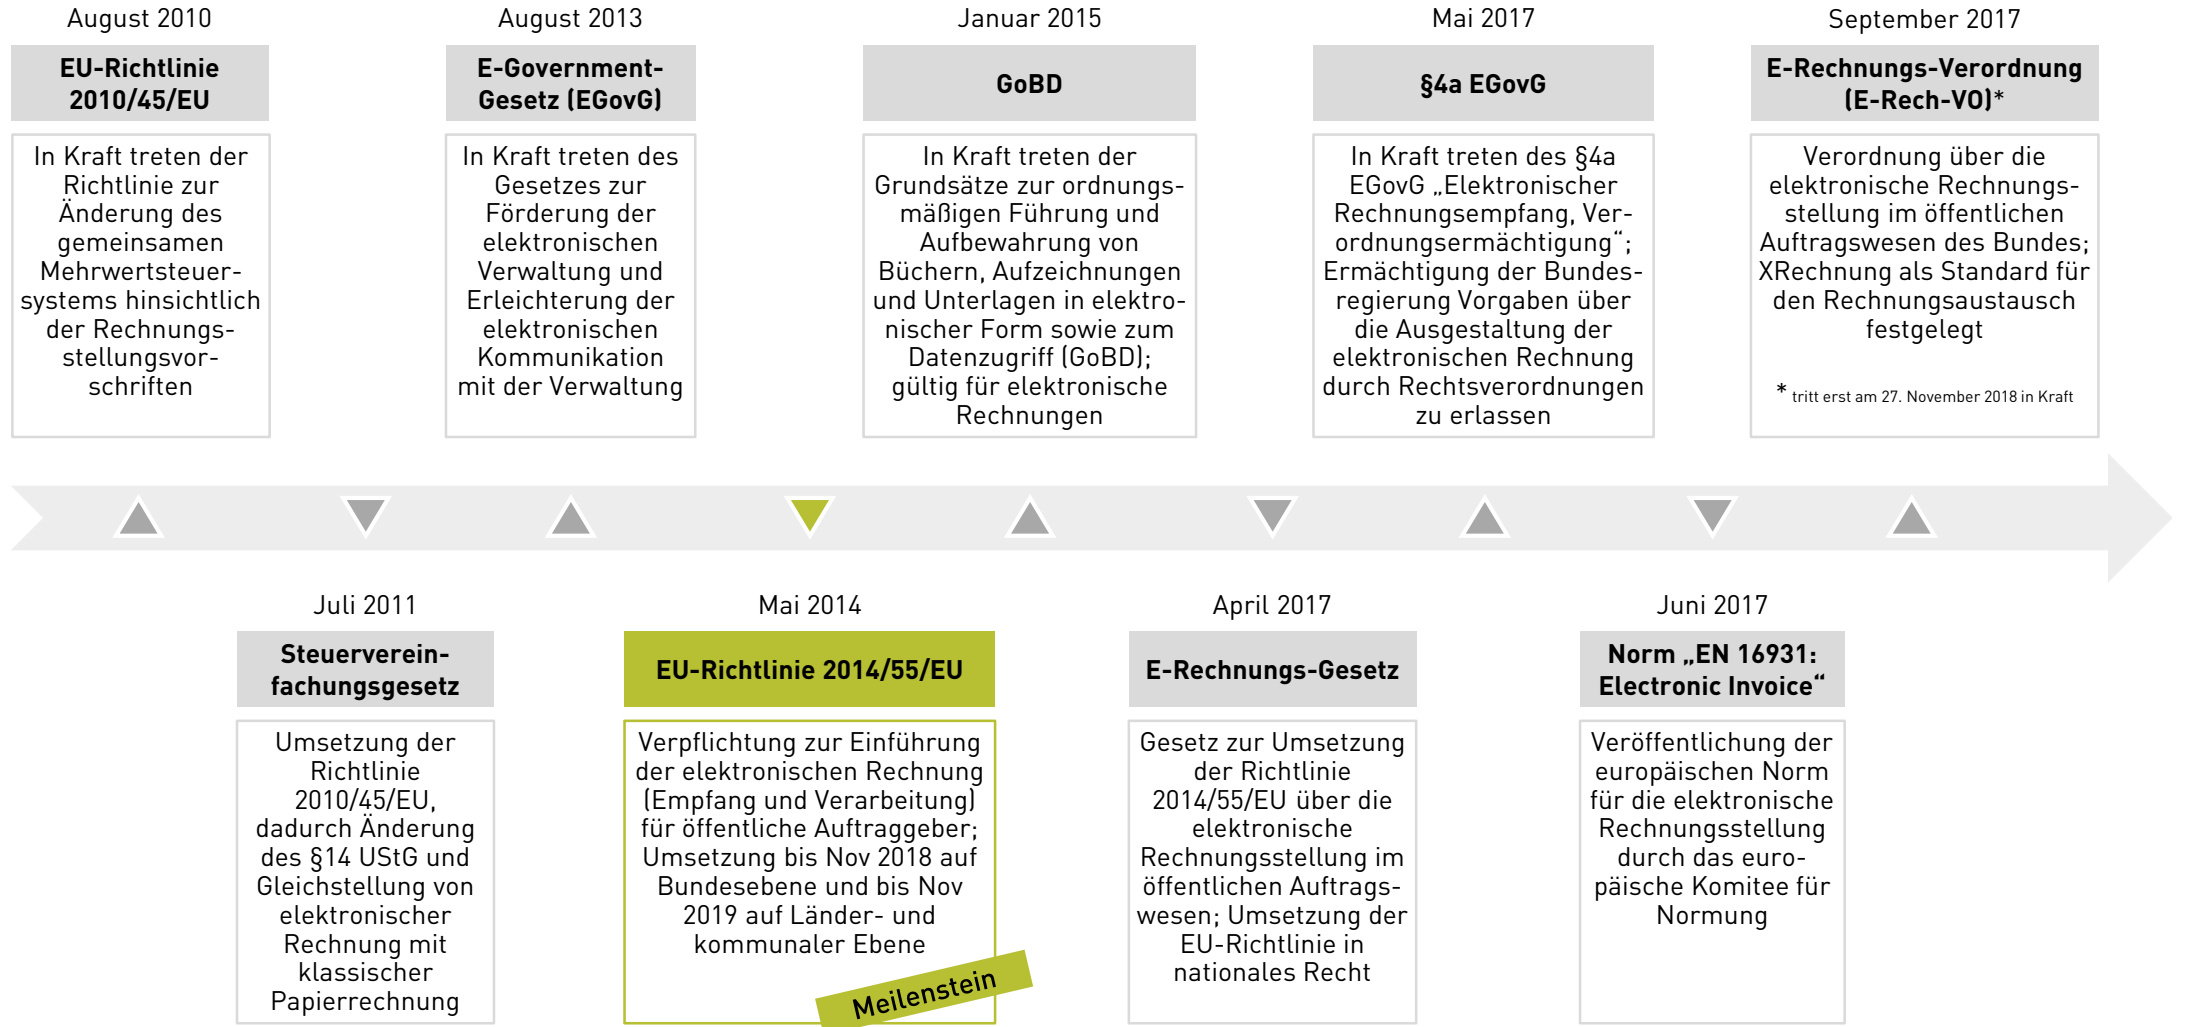 August 2010
EU-Richtlinie
2010/45/EU
In Kraft treten der
Richtlinie zur
Änderung des
gemeinsamen
Mehrwertsteuer-
systems hinsichtlich
der Rechnungs-
stellungsvor-
schriften
August 2013
E-Government-
Gesetz (EGovG)
In Kraft treten des
Gesetzes zur
Förderung der
elektronischen
Verwaltung und
Erleichterung der
elektronischen
Kommunikation
mit der Verwaltung
Januar 2015
GoBD
In Kraft treten der
Grundsätze zur ordnungs-
mäßigen Führung und
Aufbewahrung von
Büchern, Aufzeichnungen
und Unterlagen in elektro-
nischer Form sowie zum
Datenzugriff (GoBD);
gültig für elektronische
Rechnungen
Mai 2017
§4a EGovG
In Kraft treten des §4a
EGovG „Elektronischer
Rechnungsempfang, Ver-
ordnungsermächtigung“;
Ermächtigung der Bundes-
regierung Vorgaben über
die Ausgestaltung der
elektronischen Rechnung
durch Rechtsverordnungen
zu erlassen
September 2017
E-Rechnungs-Verordnung
(E-Rech-VO)*
Verordnung über die
elektronische Rechnungs-
stellung im öffentlichen
Auftragswesen des Bundes;
XRechnung als Standard für
den Rechnungsaustausch
festgelegt
* tritt erst am 27. November 2018 in Kraft
Juli 2011
Steuerverein-
fachungsgesetz
Umsetzung der
Richtlinie
2010/45/EU,
dadurch Änderung
des §14 UStG und
Gleichstellung von
elektronischer
Rechnung mit
klassischer
Papierrechnung
Mai 2014
EU-Richtlinie 2014/55/EU
Verpflichtung zur Einführung
der elektronischen Rechnung
(Empfang und Verarbeitung)
für öffentliche Auftraggeber;
Umsetzung bis Nov 2018 auf
Bundesebene und bis Nov
2019 auf Länder- und
kommunaler Ebene
Meilenstein
April 2017
E-Rechnungs-Gesetz
Gesetz zur Umsetzung
der Richtlinie
2014/55/EU über die
elektronische
Rechnungsstellung im
öffentlichen Auftrags-
wesen; Umsetzung der
EU-Richtlinie in
nationales Recht
Juni 2017
Norm „EN 16931:
Electronic Invoice“
Veröffentlichung der
europäischen Norm
für die elektronische
Rechnungsstellung
durch das euro-
päische Komitee für
Normung